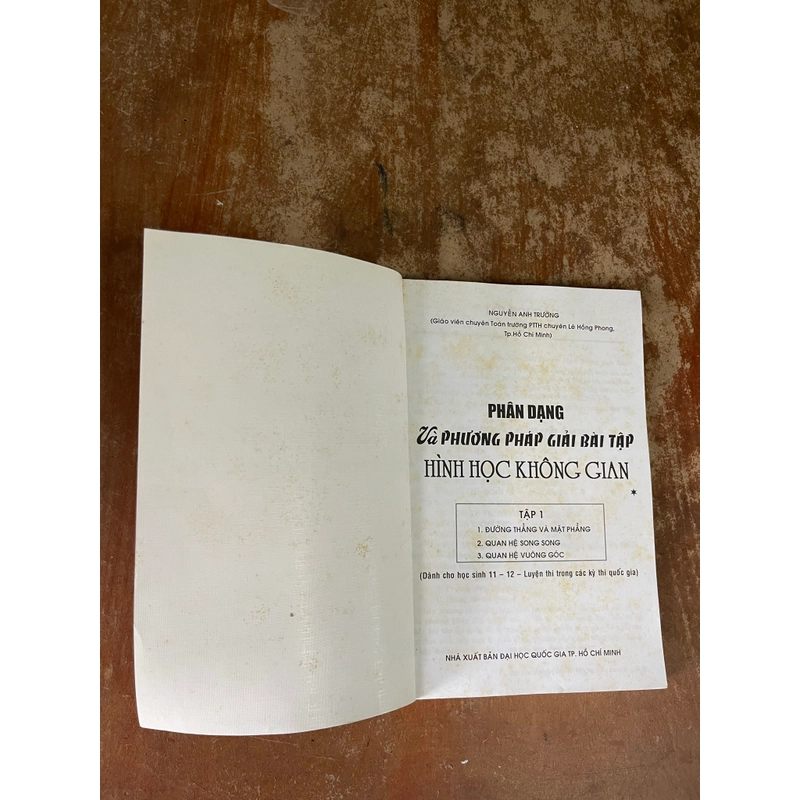 NGUYỄN ANH TRƯỜNG
(Giáo viên chuyên Toán trường PTTH chuyên Lê Hồng Phong,
Tp.Hồ Chí Minh)
PHÂN DẠNG
Và PHƯƠNG PHÁP GIẢI BÀI TẬP
HÌNH HỌC KHÔNG GIAN
*
TẬP 1
1. ĐƯỜNG THẲNG VÀ MẶT PHẲNG
2. QUAN HỆ SONG SONG
3. QUAN HỆ VUÔNG GÓC
(Dành cho học sinh 11 – 12 – Luyện thi trong các kỳ thi quốc gia)
NHÀ XUẤT BẢN ĐẠI HỌC QUỐC GIA TP. HỒ CHÍ MINH